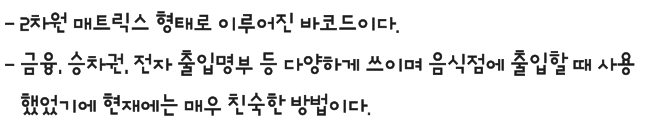 - 2차원 매트릭스 형태로 이루어진 바코드이다.
- 금융, 승차권, 전자 출입명부 등 다양하게 쓰이며 음식점에 출입할 때 사용
했었기에 현재에는 매우 친숙한 방법이다.